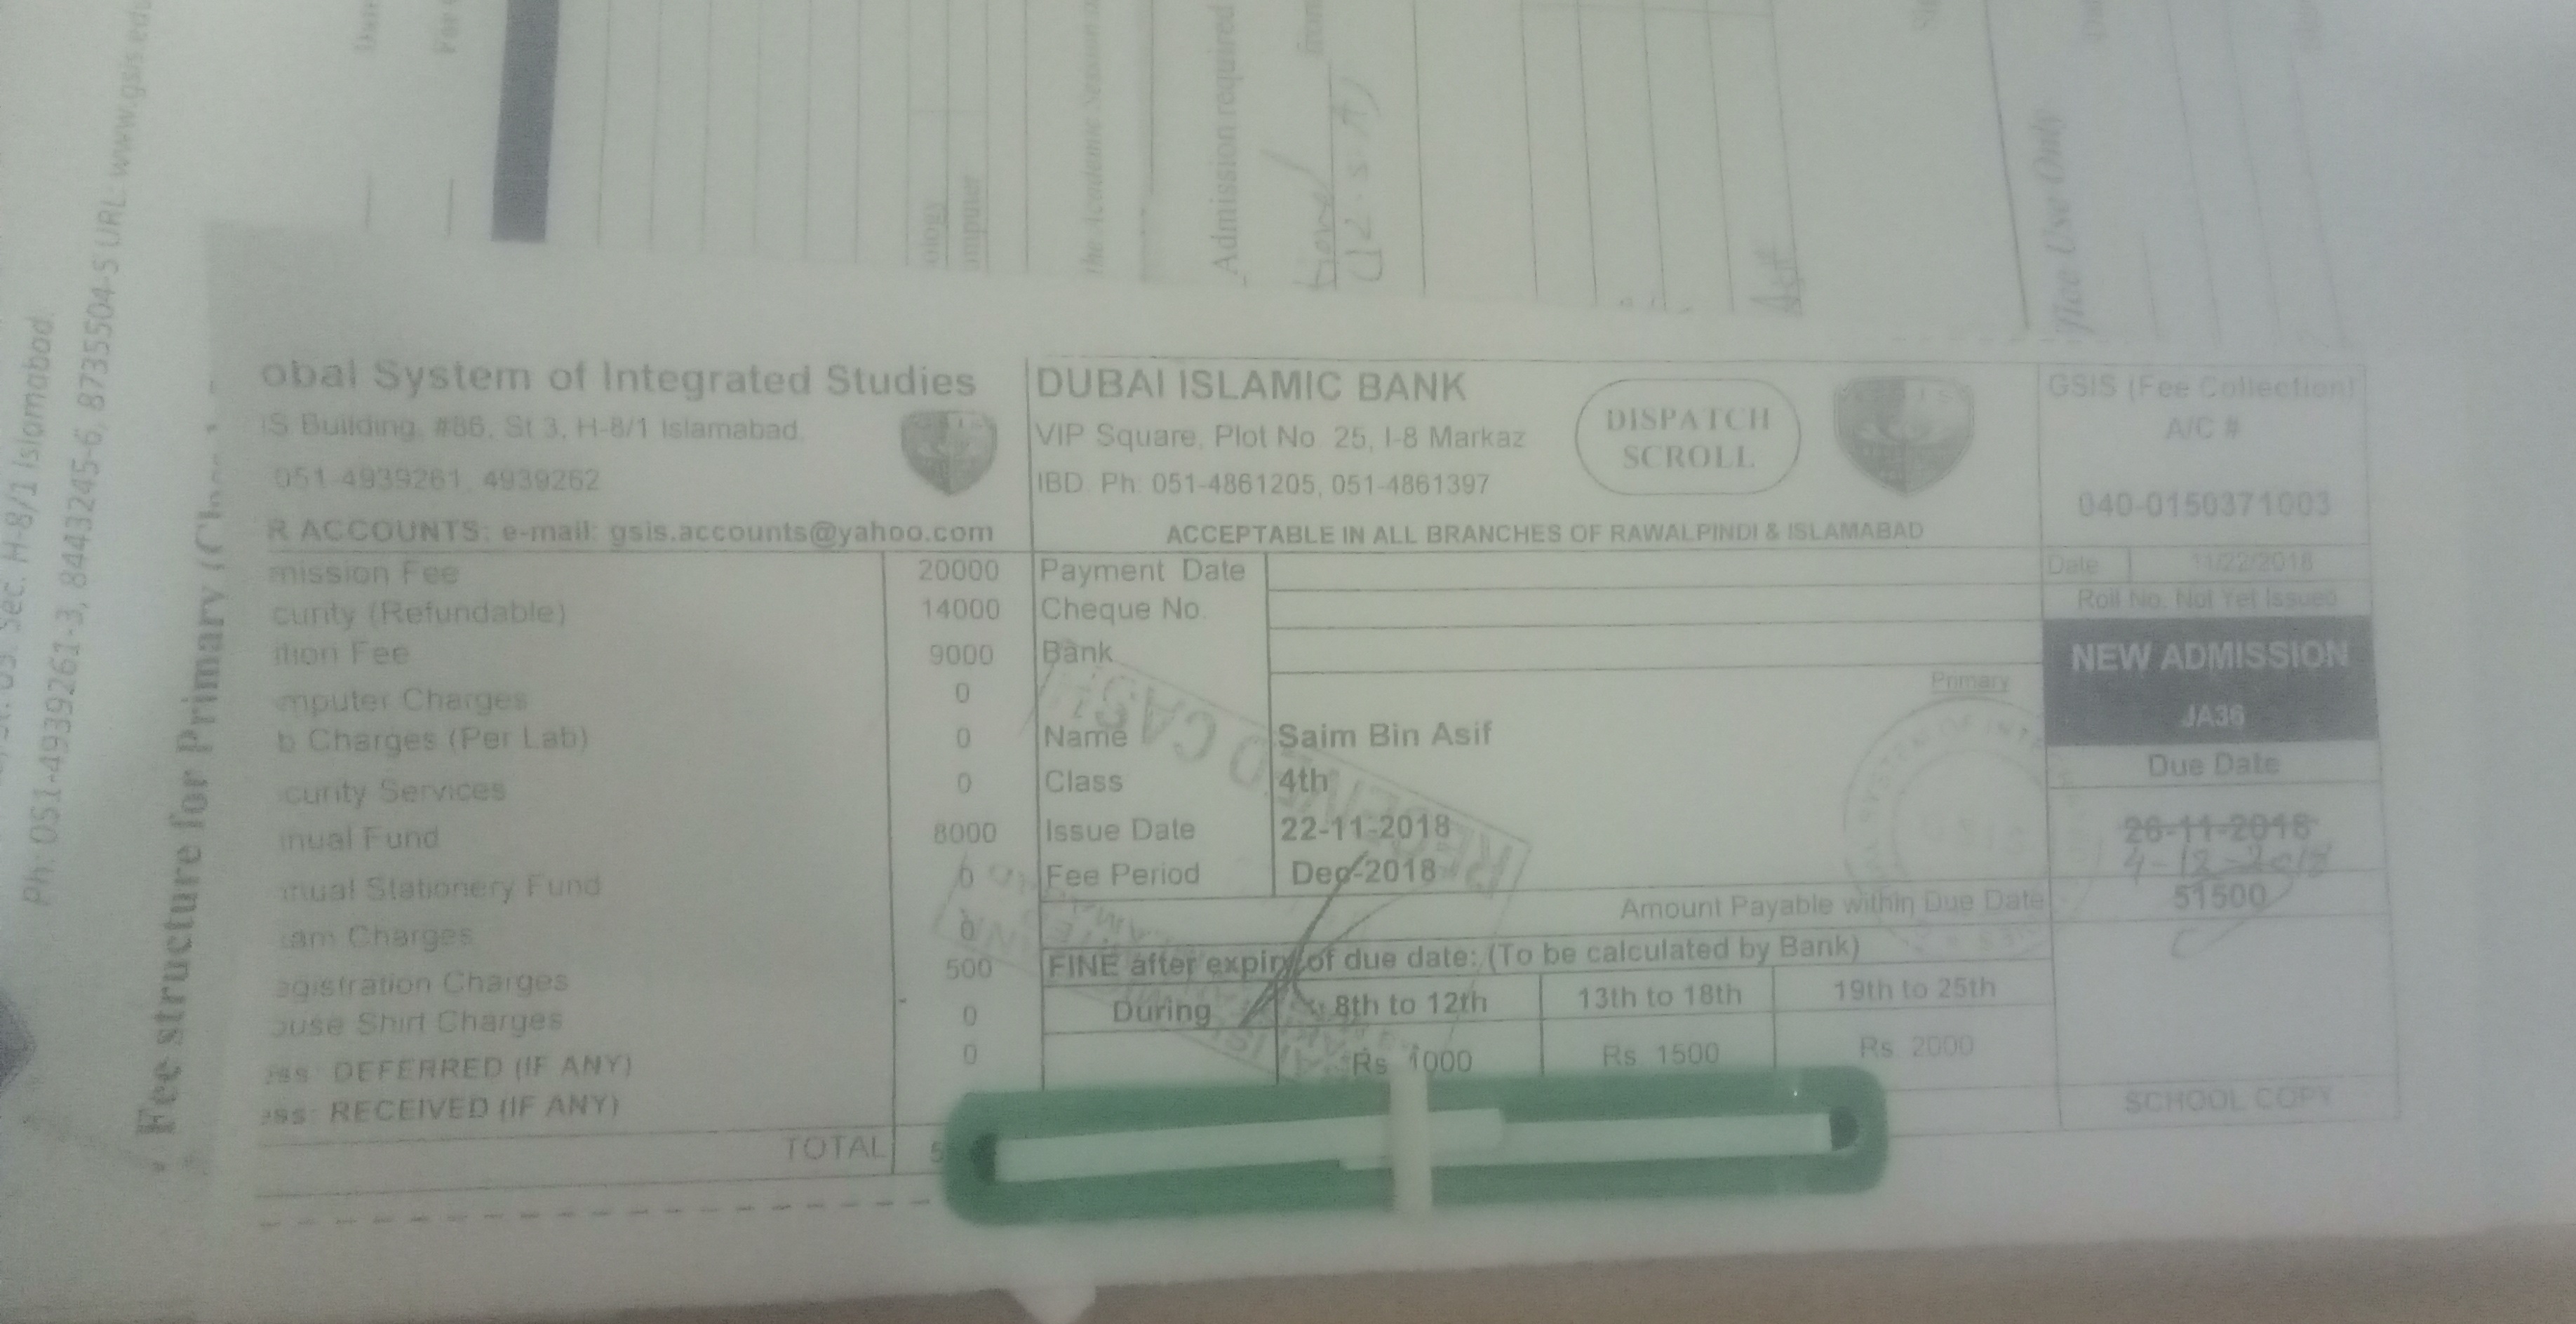 obal System of Integrated Studies
IS Building, #86, St 3, H-8/1 Islamabad.
051-4939261, 4939262
R ACCOUNTS: e-mail: gsis.accounts@yahoo.com
mission Fee 20000
curity (Refundable) 14000
ition Fee 9000
mputer Charges 0
b Charges (Per Lab) 0
curity Services 0
nual Fund 8000
nual Stationery Fund 0
am Charges 0
egistration Charges 500
ouse Shirt Charges 0
ess: DEFERRED (IF ANY) 0
ess: RECEIVED (IF ANY)
TOTAL 5
DUBAI ISLAMIC BANK
VIP Square, Plot No. 25, I-8 Markaz
IBD. Ph: 051-4861205, 051-4861397
DISPATCH
SCROLL
ACCEPTABLE IN ALL BRANCHES OF RAWALPINDI & ISLAMABAD
Payment Date
Cheque No.
Bank
Primary
Name Saim Bin Asif
Class 4th
Issue Date 22-11-2018
Fee Period Dec-2018
Amount Payable within Due Date
FINE after expiry of due date: (To be calculated by Bank)
During 8th to 12th 13th to 18th 19th to 25th
Rs. 1000 Rs. 1500 Rs. 2000
GSIS (Fee Collection)
A/C #
040-0150371003
Date 11/22/2018
Roll No. Not Yet Issued
NEW ADMISSION
JA36
Due Date
26-11-2018
4-12-2018
51500
SCHOOL COPY
Fee structure for Primary
Sec. H-8/1 Islamabad.
Ph: 051-4939261-3, 8443245-6, 8735504-5 URL: www.gsis.edu
the Academic Session
Admission required
U.S.A
Office Use Only
RECEIVED CASH